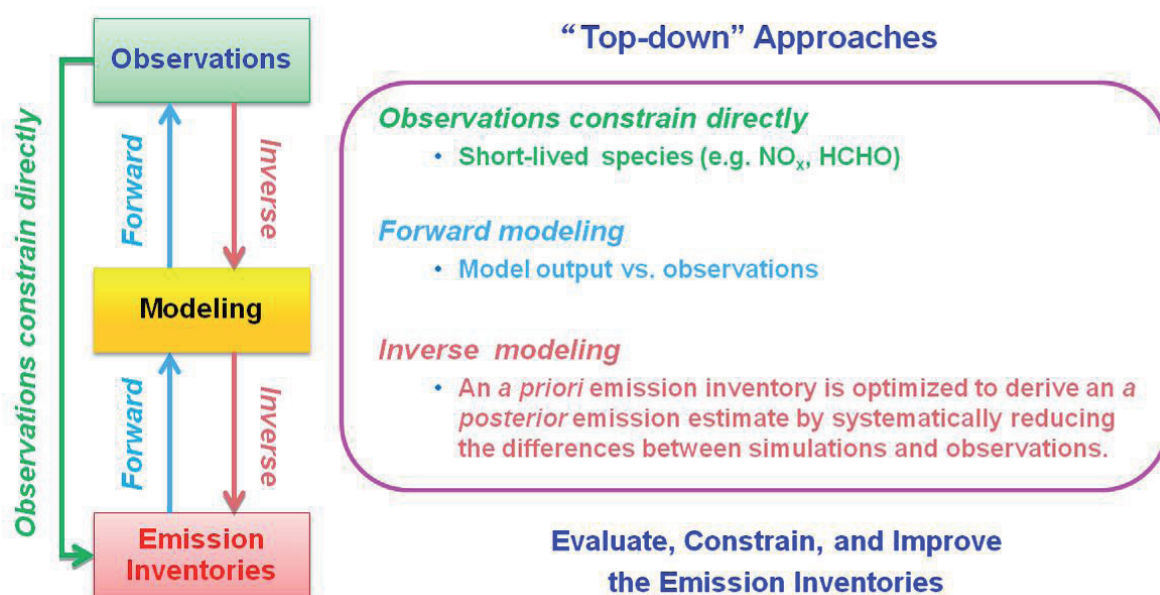 Observations
Observations constrain directly
Forward
Inverse
Modeling
Forward
Inverse
Emission
Inventories
“Top-down” Approaches
Observations constrain directly
• Short-lived species (e.g. NOₓ, HCHO)
Forward modeling
• Model output vs. observations
Inverse modeling
• An a priori emission inventory is optimized to derive an a
posterior emission estimate by systematically reducing
the differences between simulations and observations.
Evaluate, Constrain, and Improve
the Emission Inventories